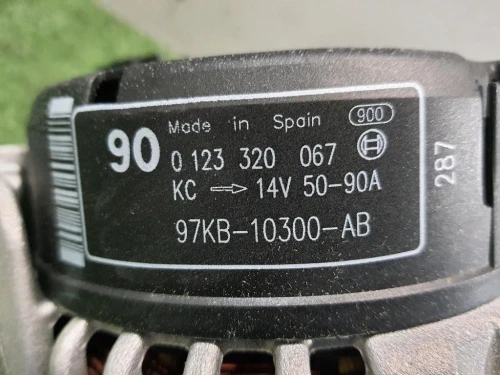 90 Made in Spain 900
0 123 320 067
KC ⇨ 14V 50-90A
97KB-10300-AB
287